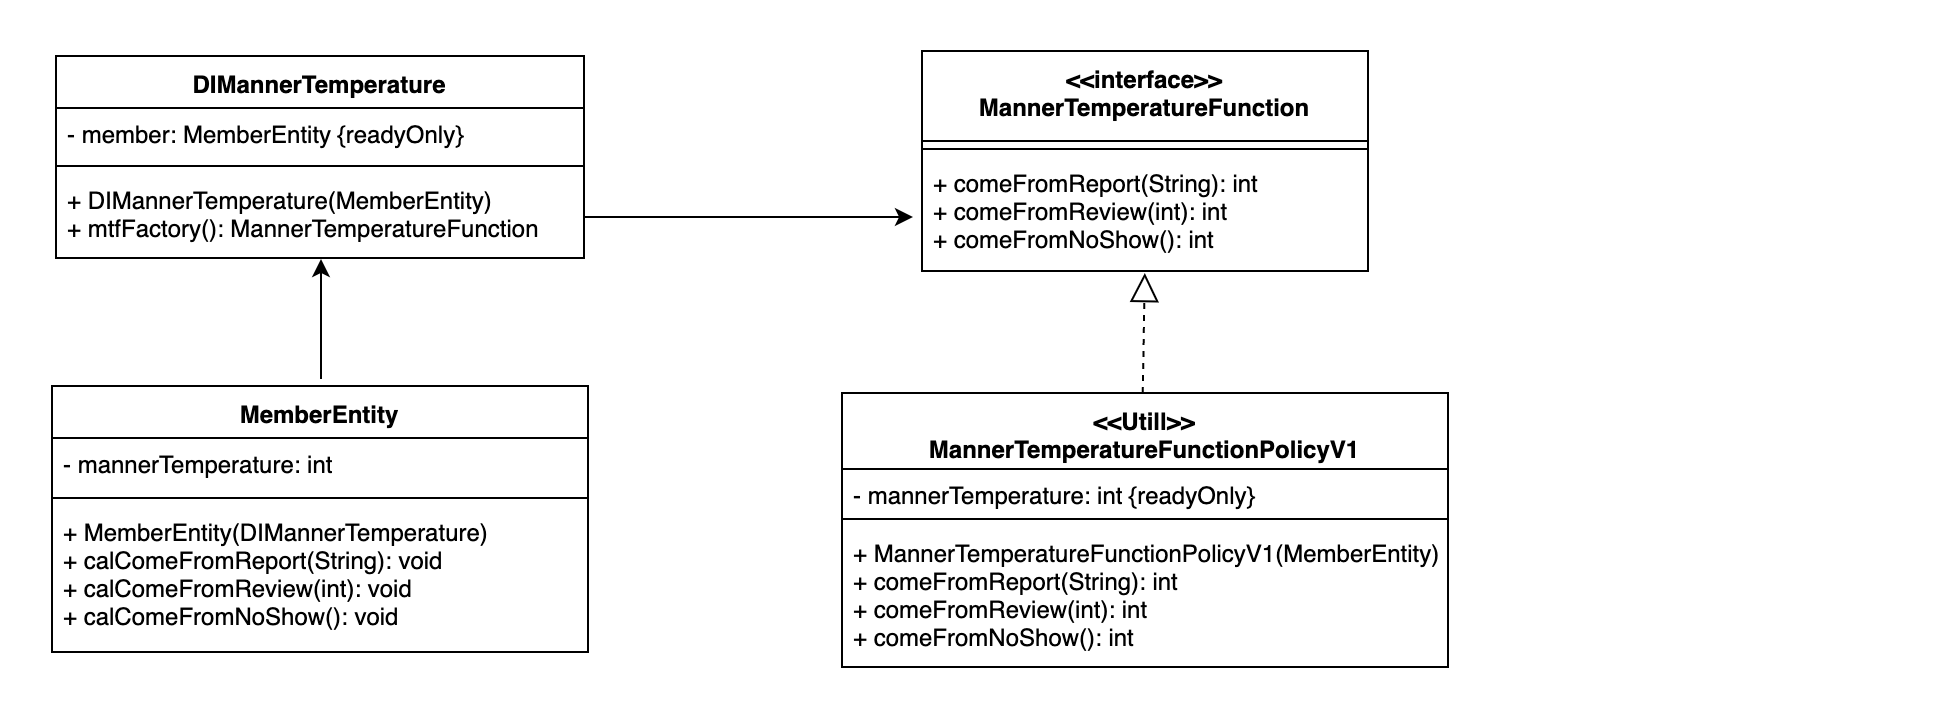 DIMannerTemperature
- member: MemberEntity {readyOnly}
+ DIMannerTemperature(MemberEntity)
+ mtfFactory(): MannerTemperatureFunction
<<interface>>
MannerTemperatureFunction
+ comeFromReport(String): int
+ comeFromReview(int): int
+ comeFromNoShow(): int
MemberEntity
- mannerTemperature: int
+ MemberEntity(DIMannerTemperature)
+ calComeFromReport(String): void
+ calComeFromReview(int): void
+ calComeFromNoShow(): void
<<Utill>>
MannerTemperatureFunctionPolicyV1
- mannerTemperature: int {readyOnly}
+ MannerTemperatureFunctionPolicyV1(MemberEntity)
+ comeFromReport(String): int
+ comeFromReview(int): int
+ comeFromNoShow(): int